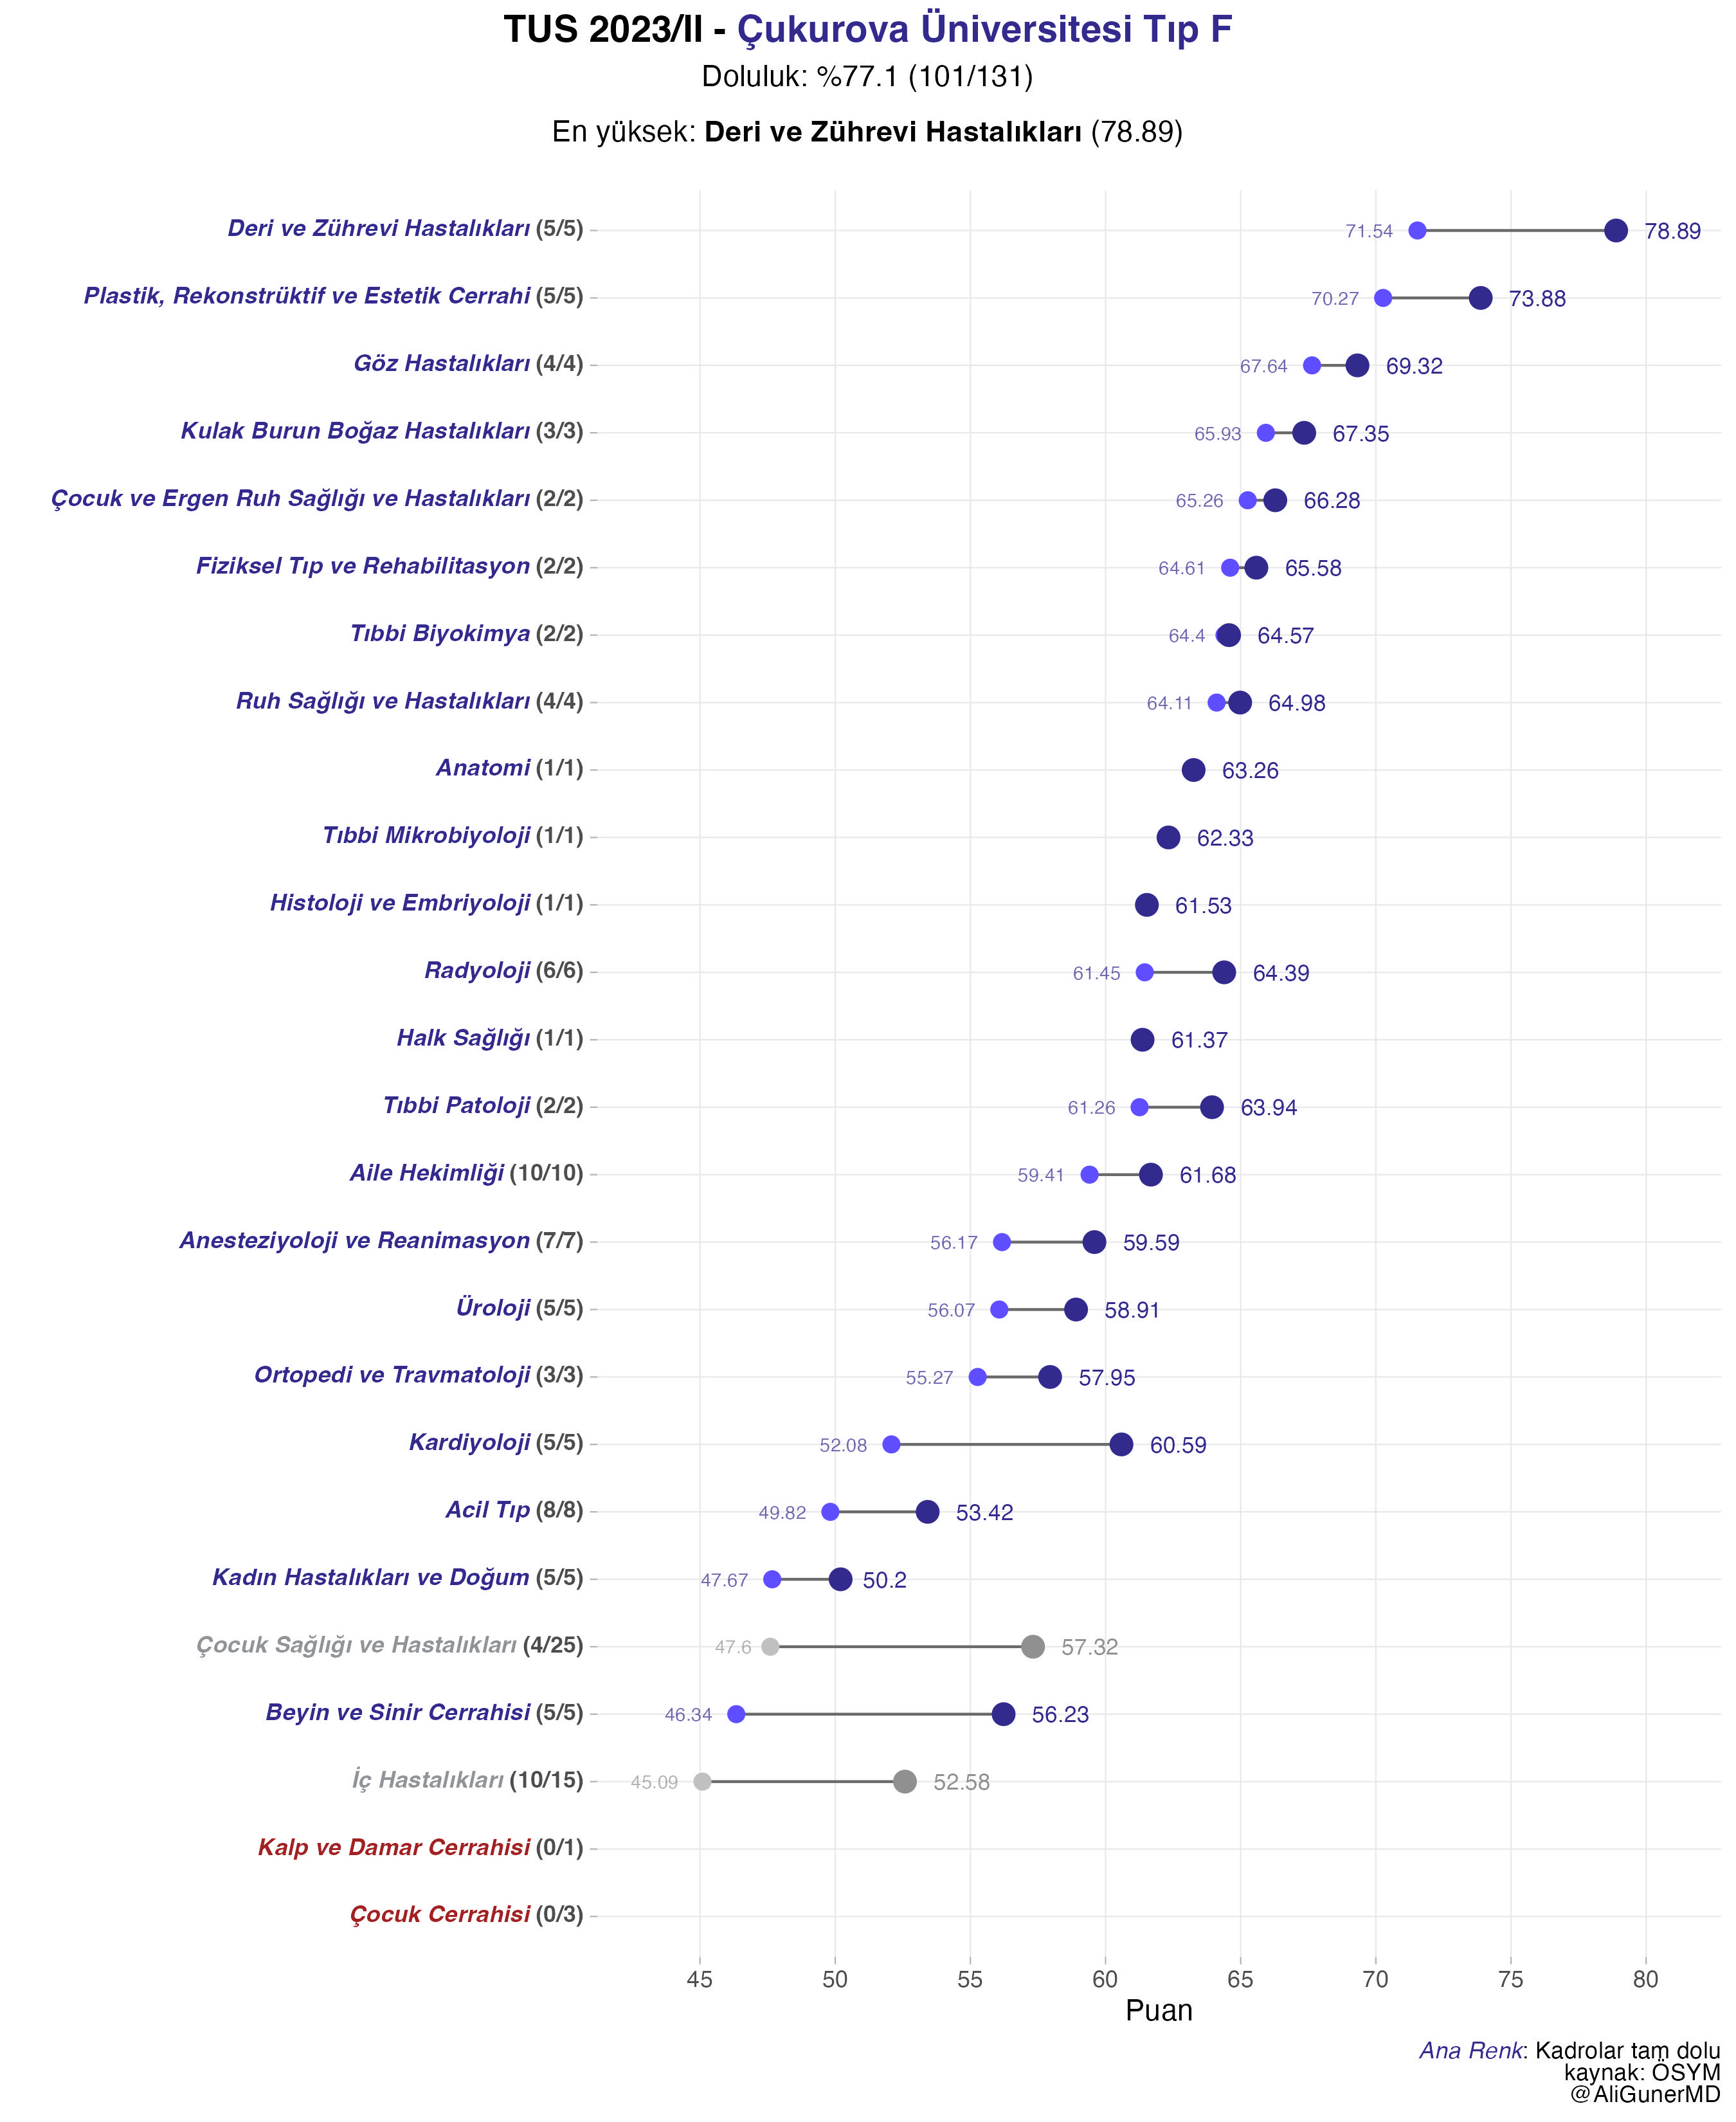 TUS 2023/II - Çukurova Üniversitesi Tıp F
Doluluk: %77.1 (101/131)
En yüksek: Deri ve Zührevi Hastalıkları (78.89)
Deri ve Zührevi Hastalıkları (5/5) 71.54 78.89
Plastik, Rekonstrüktif ve Estetik Cerrahi (5/5) 70.27 73.88
Göz Hastalıkları (4/4) 67.64 69.32
Kulak Burun Boğaz Hastalıkları (3/3) 65.93 67.35
Çocuk ve Ergen Ruh Sağlığı ve Hastalıkları (2/2) 65.26 66.28
Fiziksel Tıp ve Rehabilitasyon (2/2) 64.61 65.58
Tıbbi Biyokimya (2/2) 64.4 64.57
Ruh Sağlığı ve Hastalıkları (4/4) 64.11 64.98
Anatomi (1/1) 63.26
Tıbbi Mikrobiyoloji (1/1) 62.33
Histoloji ve Embriyoloji (1/1) 61.53
Radyoloji (6/6) 61.45 64.39
Halk Sağlığı (1/1) 61.37
Tıbbi Patoloji (2/2) 61.26 63.94
Aile Hekimliği (10/10) 59.41 61.68
Anesteziyoloji ve Reanimasyon (7/7) 56.17 59.59
Üroloji (5/5) 56.07 58.91
Ortopedi ve Travmatoloji (3/3) 55.27 57.95
Kardiyoloji (5/5) 52.08 60.59
Acil Tıp (8/8) 49.82 53.42
Kadın Hastalıkları ve Doğum (5/5) 47.67 50.2
Çocuk Sağlığı ve Hastalıkları (4/25) 47.6 57.32
Beyin ve Sinir Cerrahisi (5/5) 46.34 56.23
İç Hastalıkları (10/15) 45.09 52.58
Kalp ve Damar Cerrahisi (0/1)
Çocuk Cerrahisi (0/3)
45 50 55 60 65 70 75 80
Puan
Ana Renk: Kadrolar tam dolu
kaynak: ÖSYM
@AliGunerMD